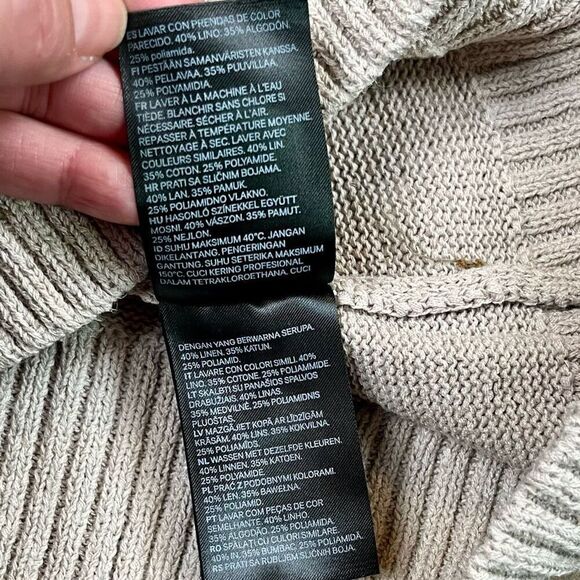 ES LAVAR CON PRENDAS DE COLOR
PARECIDO. 40% LINO. 35% ALGODÓN.
25% poliamida.
FI PESTÄÄN SAMANVÄRISTEN KANSSA.
40% PELLAVAA. 35% PUUVILLAA.
25% POLYAMIDIA.
FR LAVER À LA MACHINE À L'EAU
TIÈDE. BLANCHIR SANS CHLORE SI
NÉCESSAIRE. SÉCHER À L'AIR.
REPASSER À TEMPÉRATURE MOYENNE.
NETTOYAGE À SEC. LAVER AVEC
COULEURS SIMILAIRES. 40% LIN.
35% COTON. 25% POLYAMIDE.
HR PRATI SA SLIČNIM BOJAMA.
40% LAN. 35% PAMUK.
25% POLIAMIDNO VLAKNO.
HU HASONLÓ SZÍNEKKEL EGYÜTT
MOSNI. 40% VÁSZON. 35% PAMUT.
25% NEJLON.
ID SUHU MAKSIMUM 40°C. JANGAN
DIKELANTANG. PENGERINGAN
GANTUNG. SUHU SETERIKA MAKSIMUM
150°C. CUCI KERING PROFESIONAL
DALAM TETRAKLOROETHANA. CUCI
DENGAN YANG BERWARNA SERUPA.
40% LINEN. 35% KATUN.
25% POLIAMID.
IT LAVARE CON COLORI SIMILI. 40%
LINO. 35% COTONE. 25% POLIAMMIDE.
LT SKALBTI SU PANAŠIOS SPALVOS
DRABUŽIAIS. 40% LINAS
35% MEDVILNĖ. 25% POLIAMIDINIS
PLUOŠTAS.
LV MAZGĀJIET KOPĀ AR LĪDZĪGĀM
KRĀSĀM. 40% LINS. 35% KOKVILNA.
25% POLIAMĪDS.
NL WASSEN MET DEZELFDE KLEUREN.
40% LINNEN. 35% KATOEN.
25% POLYAMIDE.
PL PRAĆ Z PODOBNYMI KOLORAMI.
40% LEN. 35% BAWEŁNA.
25% POLIAMID.
PT LAVAR COM PEÇAS DE COR
SEMELHANTE. 40% LINHO.
35% ALGODÃO. 25% POLIAMIDA.
RO SPĂLAȚI CU CULORI SIMILARE.
40% IN. 35% BUMBAC. 25% POLIAMIDĂ.
RS PRATI SA RUBLJEM SLIČNIH BOJA.